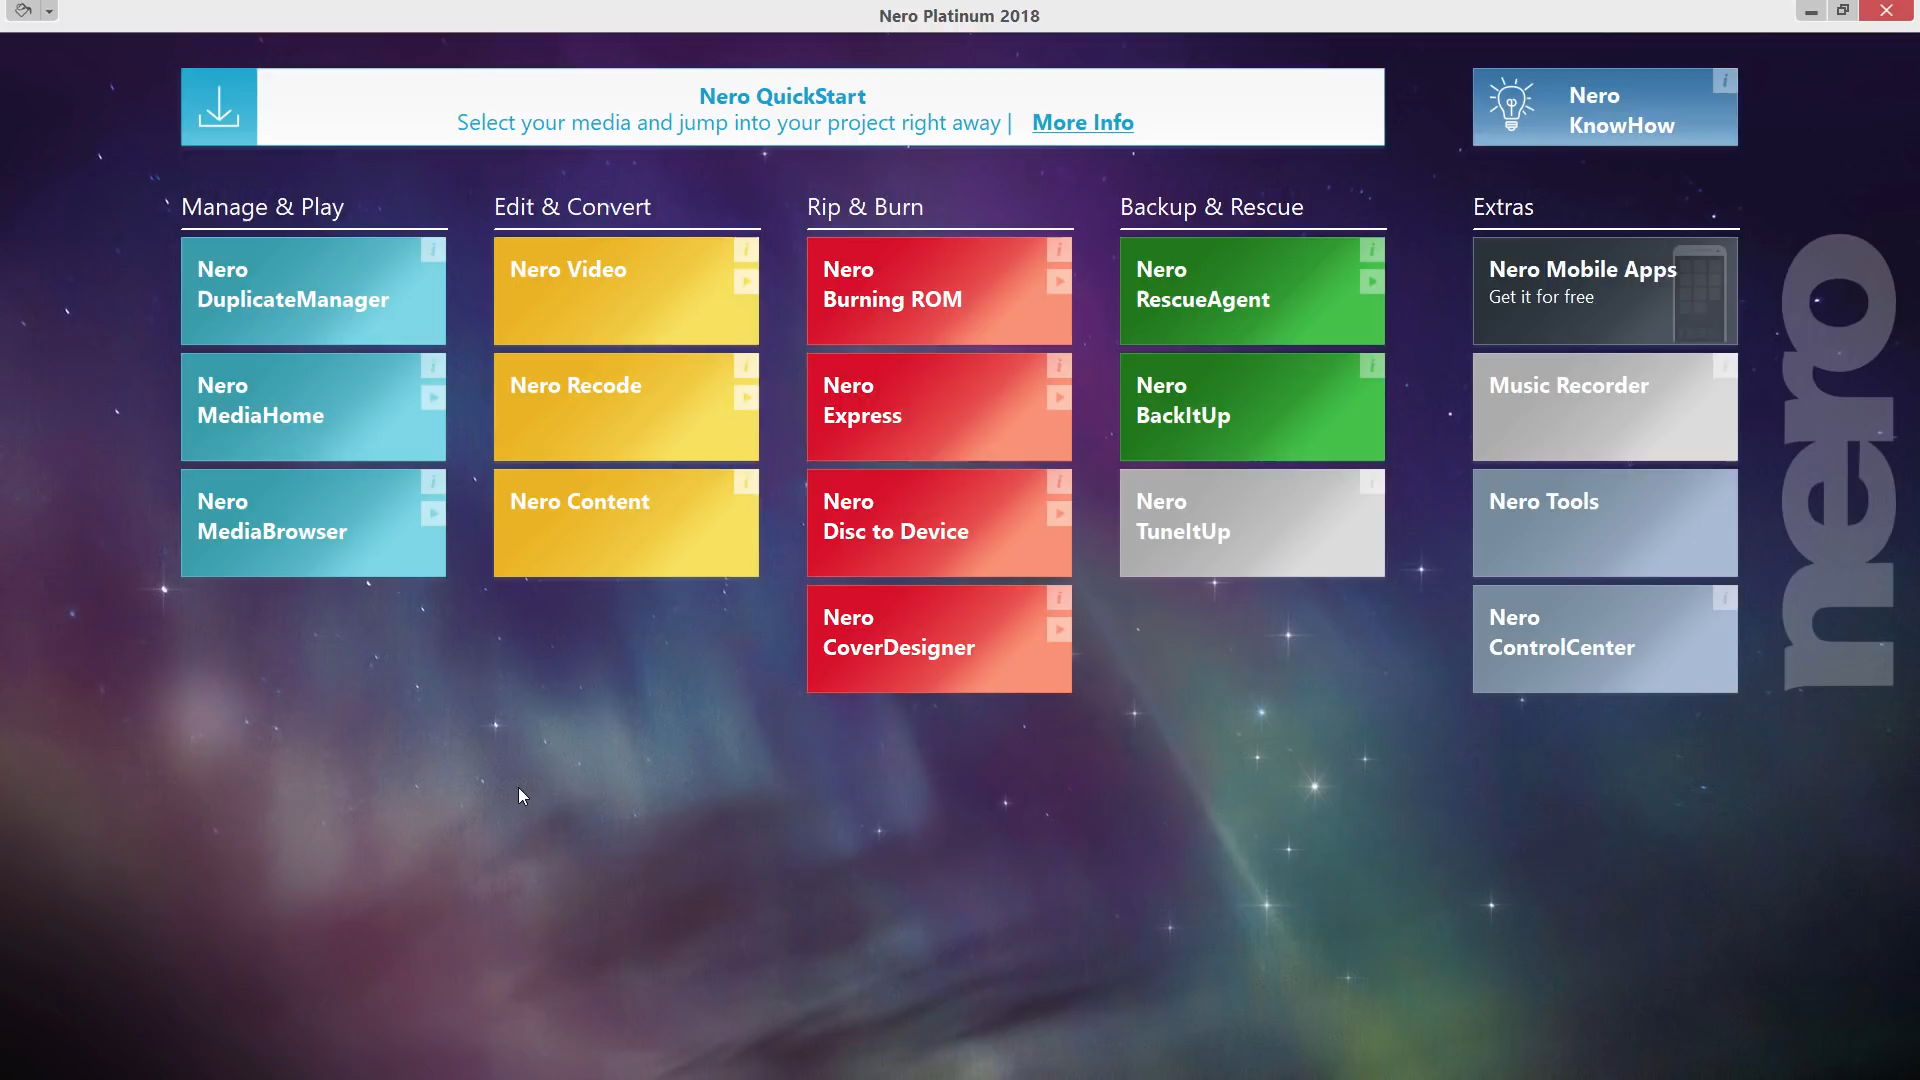 Nero Platinum 2018
Nero QuickStart
Select your media and jump into your project right away | More Info
Nero
KnowHow
Manage & Play
Nero
DuplicateManager
Nero
MediaHome
Nero
MediaBrowser
Edit & Convert
Nero Video
Nero Recode
Nero Content
Rip & Burn
Nero
Burning ROM
Nero
Express
Nero
Disc to Device
Nero
CoverDesigner
Backup & Rescue
Nero
RescueAgent
Nero
BackItUp
Nero
TuneItUp
Extras
Nero Mobile Apps
Get it for free
Music Recorder
Nero Tools
Nero
ControlCenter
nero